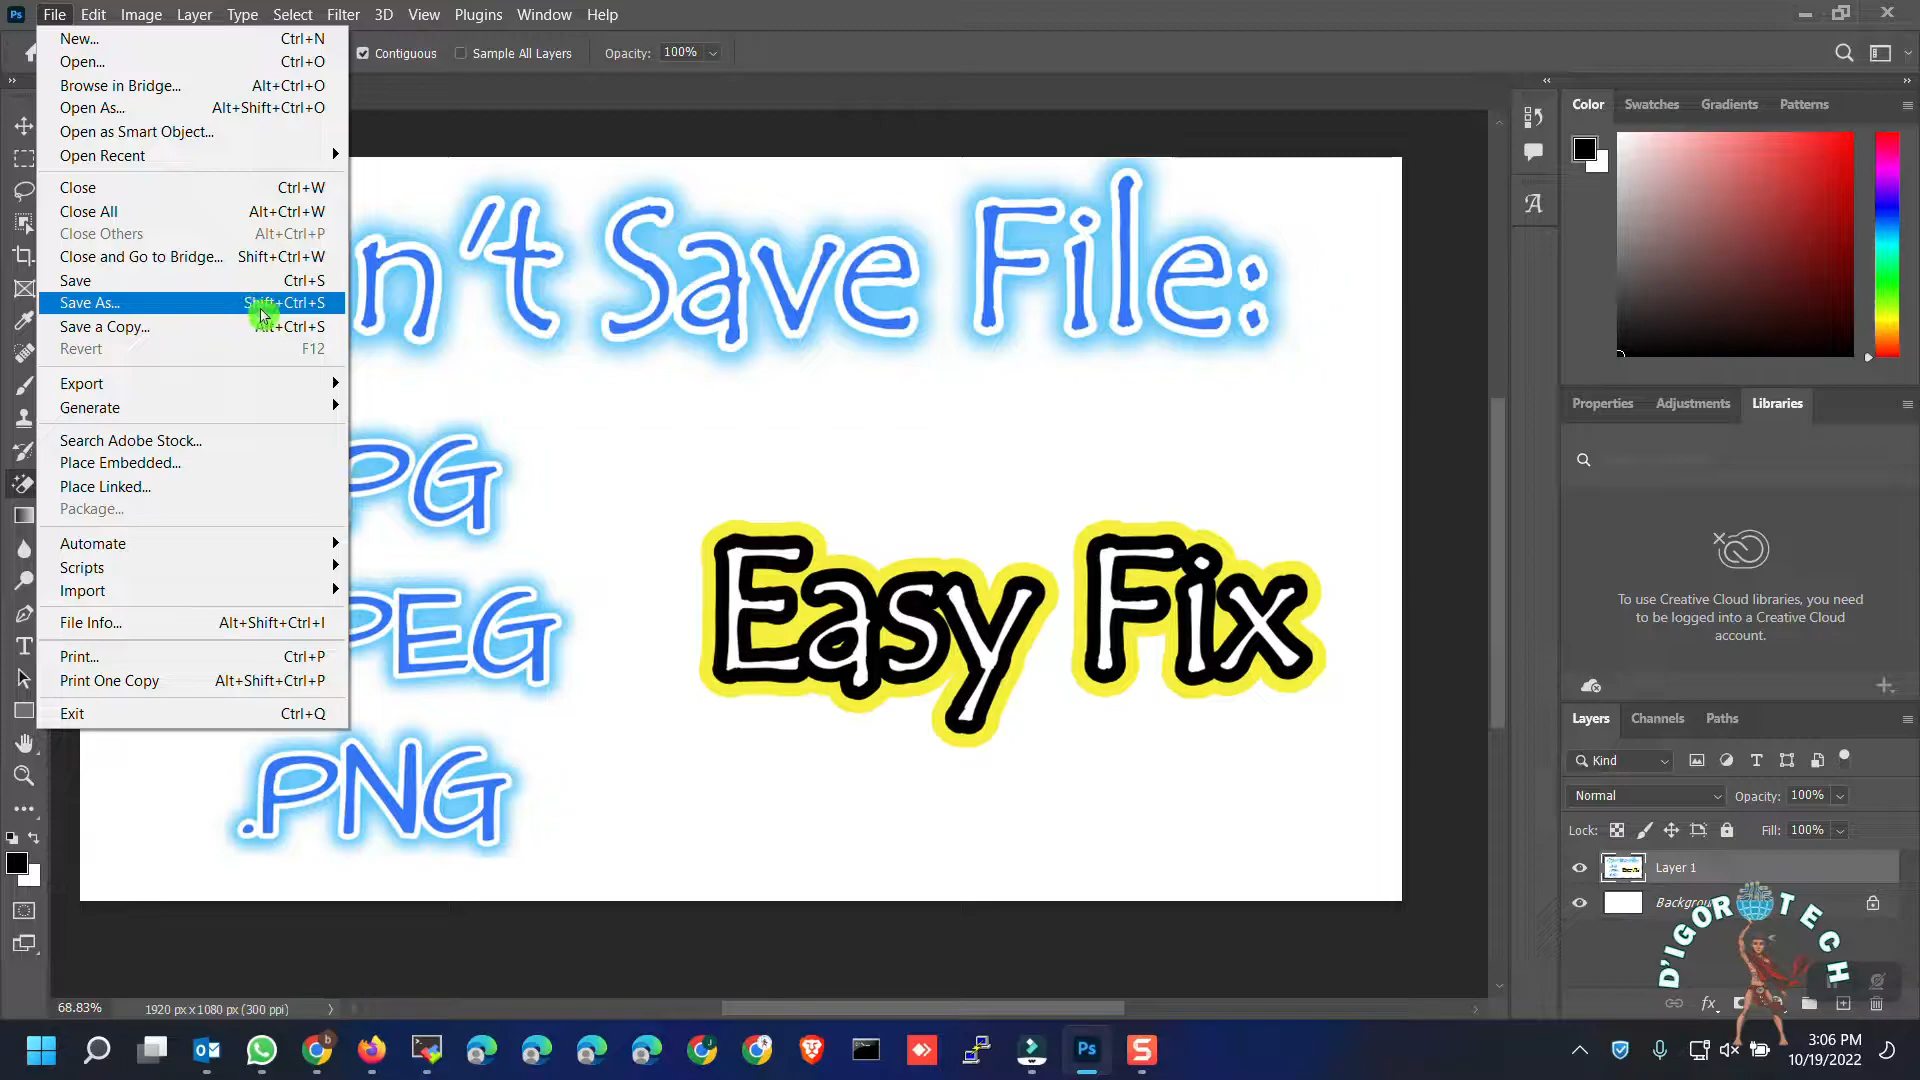 File Edit Image Layer Type Select Filter 3D View Plugins Window Help
Contiguous Sample All Layers Opacity: 100%
New... Ctrl+N
Open... Ctrl+O
Browse in Bridge... Alt+Ctrl+O
Open As... Alt+Shift+Ctrl+O
Open as Smart Object...
Open Recent
Close Ctrl+W
Close All Alt+Ctrl+W
Close Others Alt+Ctrl+P
Close and Go to Bridge... Shift+Ctrl+W
Save Ctrl+S
Save As... Shift+Ctrl+S
Save a Copy... Alt+Ctrl+S
Revert F12
Export
Generate
Search Adobe Stock...
Place Embedded...
Place Linked...
Package...
Automate
Scripts
Import
File Info... Alt+Shift+Ctrl+I
Print... Ctrl+P
Print One Copy Alt+Shift+Ctrl+P
Exit Ctrl+Q
n't Save File:
PG
PEG
.PNG
Easy Fix
Color Swatches Gradients Patterns
Properties Adjustments Libraries
To use Creative Cloud libraries, you need
to be logged into a Creative Cloud
account.
Layers Channels Paths
Kind
Normal Opacity: 100%
Lock: Fill: 100%
Layer 1
D'IGOR TECH
68.83% 1920 px x 1080 px (300 ppi)
3:06 PM
10/19/2022